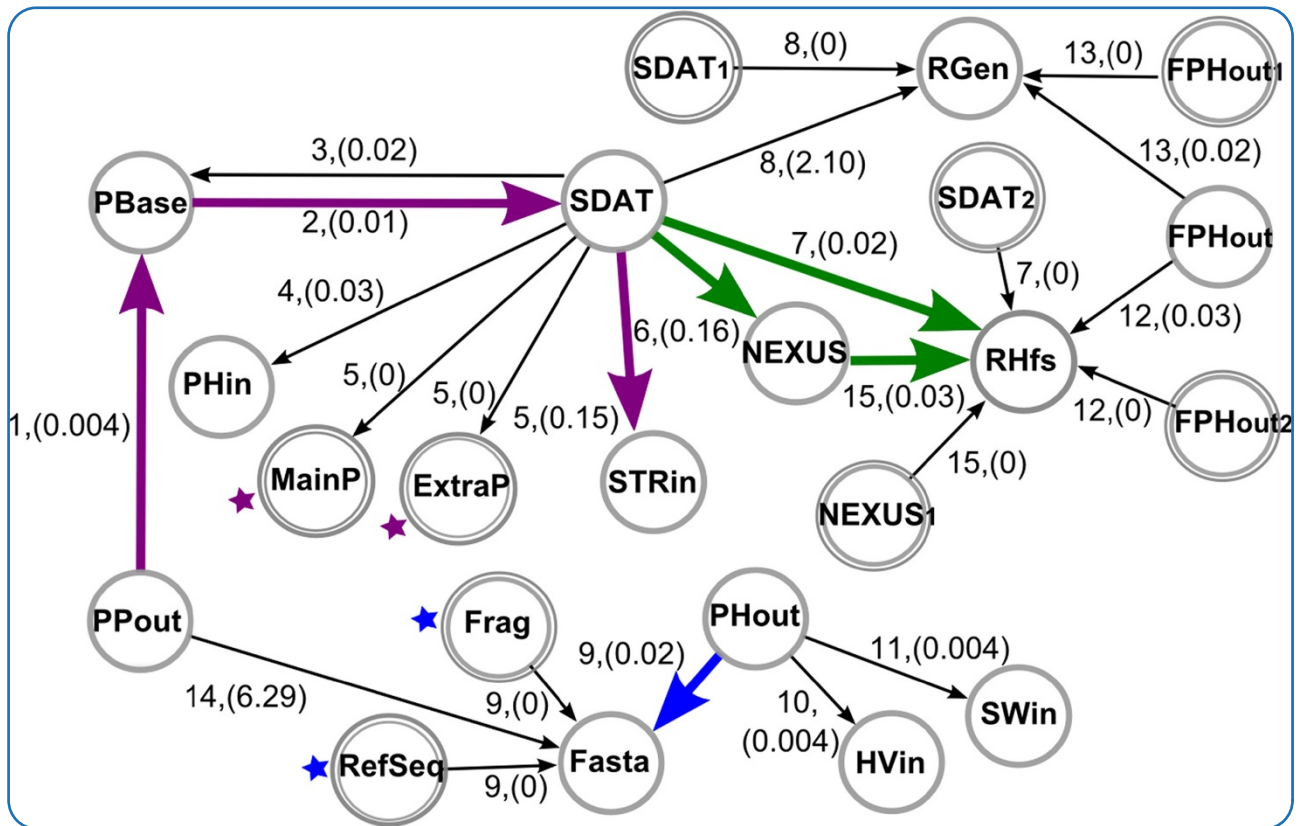 SDAT1
8,(0)
RGen
13,(0)
FPHout1
3,(0.02)
8,(2.10)
13,(0.02)
PBase
2,(0.01)
SDAT
SDAT2
FPHout
7,(0.02)
7,(0)
4,(0.03)
6,(0.16)
NEXUS
RHfs
12,(0.03)
PHin
5,(0)
5,(0)
5,(0.15)
15,(0.03)
12,(0)
FPHout2
1,(0.004)
MainP
ExtraP
STRin
15,(0)
NEXUS1
PPout
Frag
PHout
9,(0.02)
11,(0.004)
14,(6.29)
9,(0)
10,
(0.004)
SWin
RefSeq
9,(0)
Fasta
HVin